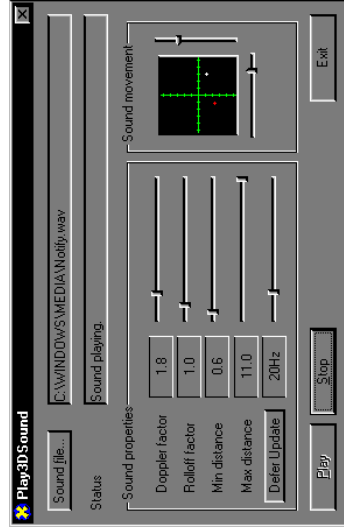 Play3DSound
Sound file... C:\WINDOWS\MEDIA\Notify.wav
Status Sound playing.
Sound properties
Doppler factor 1.8
Rolloff factor 1.0
Min distance 0.6
Max distance 11.0
Defer Update 20Hz
Sound movement
Play Stop Exit